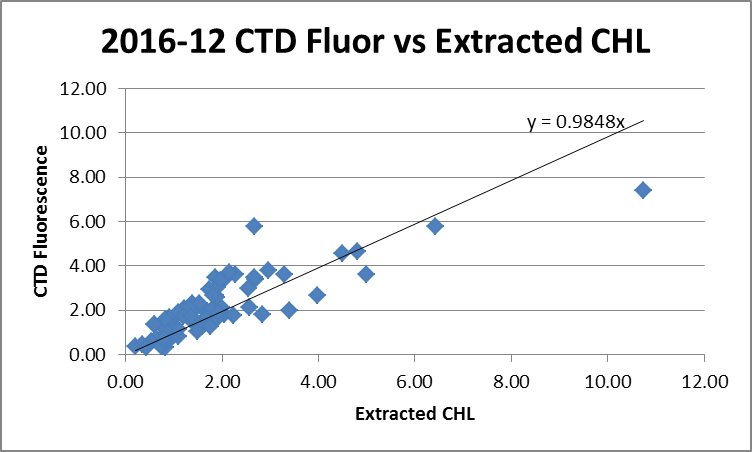 2016-12 CTD Fluor vs Extracted CHL
12.00
y = 0.9848x
10.00
8.00
CTD Fluorescence
6.00
4.00
2.00
0.00
0.00 2.00 4.00 6.00 8.00 10.00 12.00
Extracted CHL